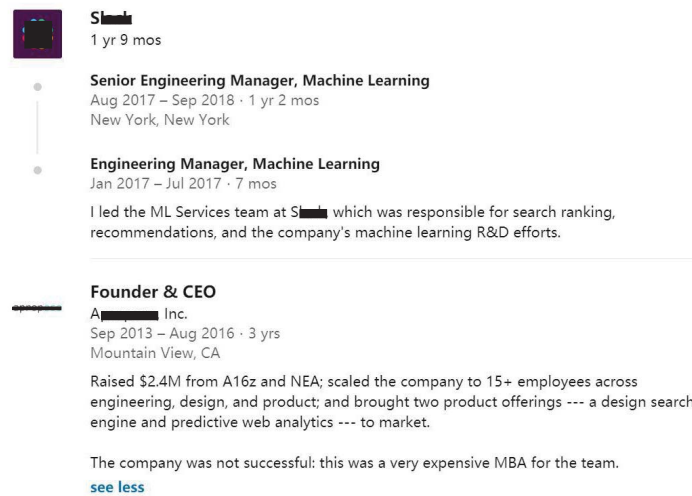 1 yr 9 mos
Senior Engineering Manager, Machine Learning
Aug 2017 – Sep 2018 · 1 yr 2 mos
New York, New York
Engineering Manager, Machine Learning
Jan 2017 – Jul 2017 · 7 mos
I led the ML Services team at which was responsible for search ranking,
recommendations, and the company's machine learning R&D efforts.
Founder & CEO
Inc.
Sep 2013 – Aug 2016 · 3 yrs
Mountain View, CA
Raised $2.4M from A16z and NEA; scaled the company to 15+ employees across
engineering, design, and product; and brought two product offerings --- a design search
engine and predictive web analytics --- to market.
The company was not successful: this was a very expensive MBA for the team.
see less